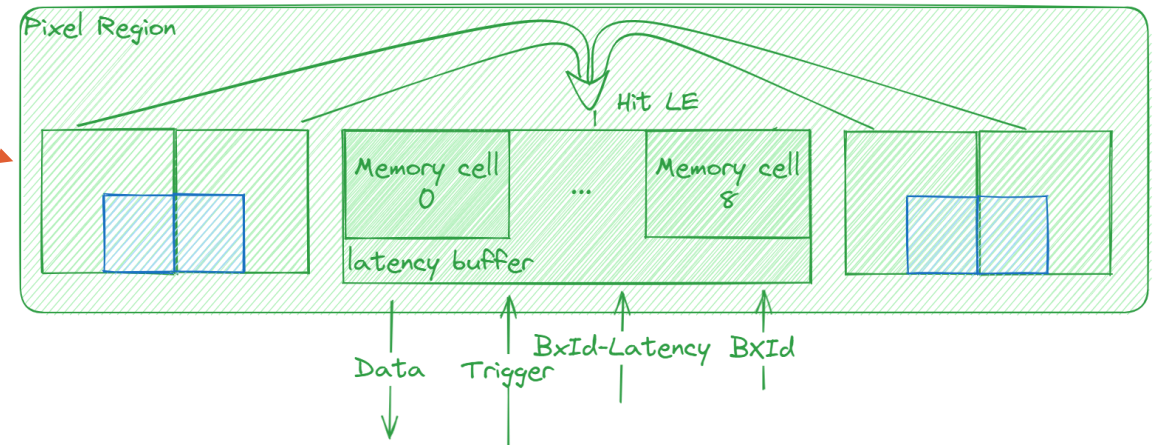 Pixel Region
Hit LE
Memory cell
0
...
Memory cell
8
latency buffer
Data
Trigger
BxId-Latency
BXId